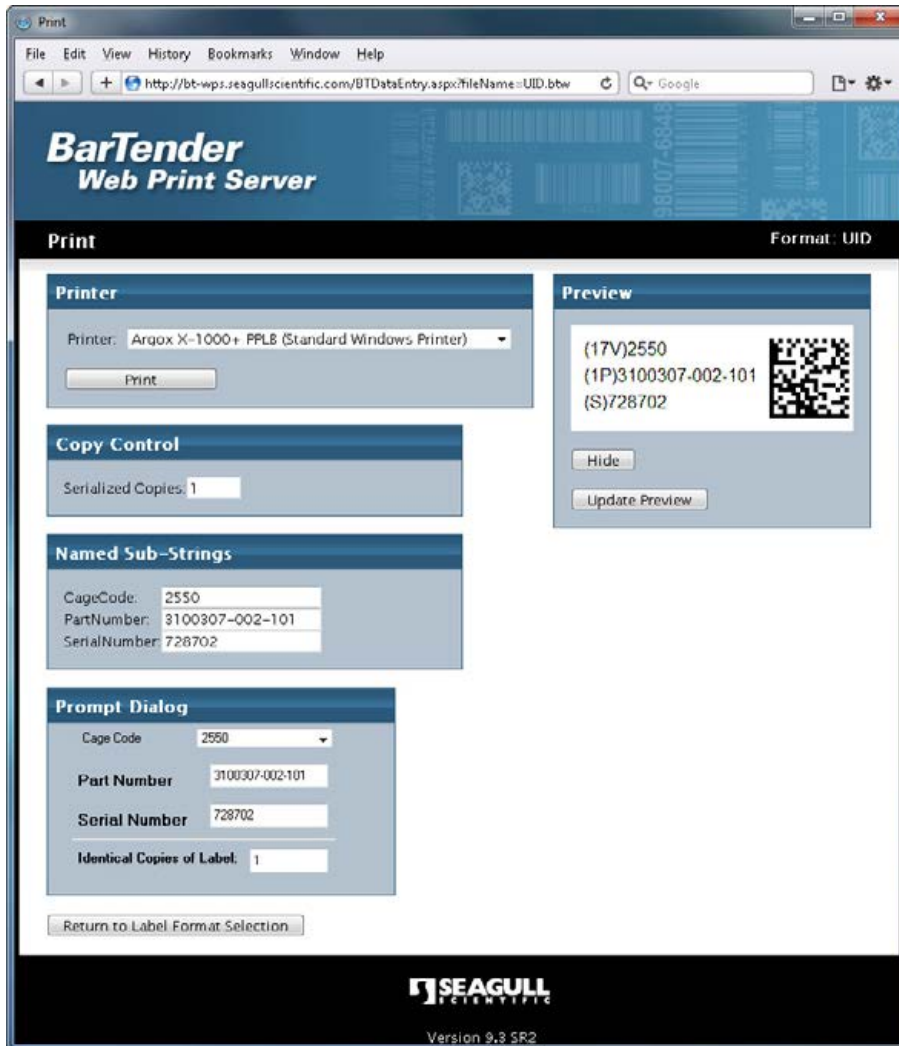 Print
File Edit View History Bookmarks Window Help
http://bt-wps.seagullscientific.com/BTDataEntry.aspx?fileName=UID.btw
Google
BarTender
Web Print Server
98007-6848
Print
Format: UID
Printer
Printer: Argox X-1000+ PPLB (Standard Windows Printer)
Print
Preview
(17V)2550
(1P)3100307-002-101
(S)728702
Hide
Update Preview
Copy Control
Serialized Copies: 1
Named Sub-Strings
CageCode: 2550
PartNumber: 3100307-002-101
SerialNumber: 728702
Prompt Dialog
Cage Code 2550
Part Number 3100307-002-101
Serial Number 728702
Identical Copies of Label: 1
Return to Label Format Selection
SEAGULL
SCIENTIFIC
Version 9.3 SR2